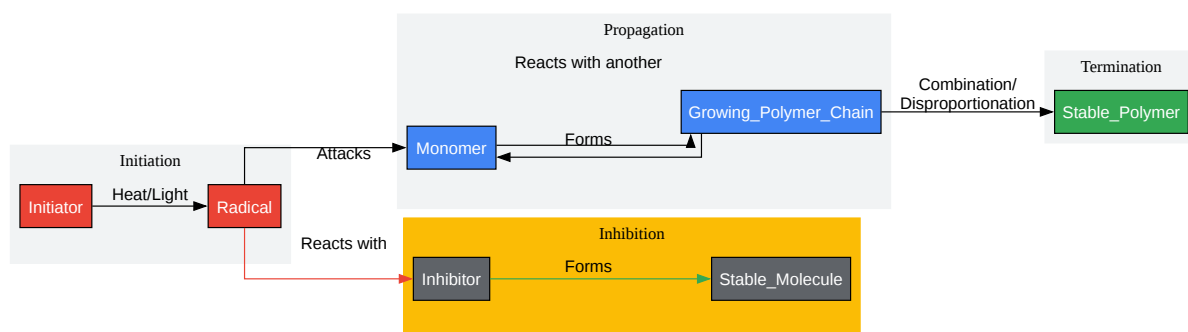 Propagation
Reacts with another
Termination
Combination/
Disproportionation
Growing_Polymer_Chain
Stable_Polymer
Forms
Monomer
Attacks
Initiation
Heat/Light
Initiator
Radical
Inhibition
Reacts with
Forms
Inhibitor
Stable_Molecule